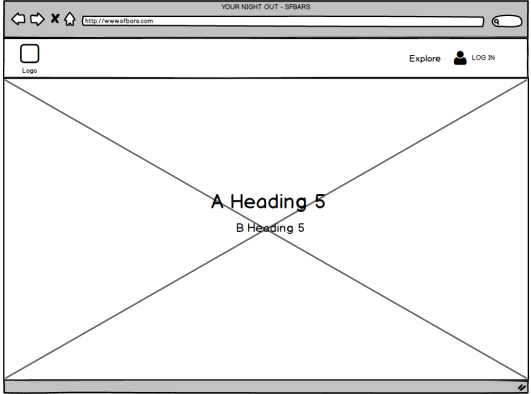 YOUR NIGHT OUT - SFBARS
http://www.sfbars.com
Logo
Explore
LOG IN
A Heading 5
B Heading 5